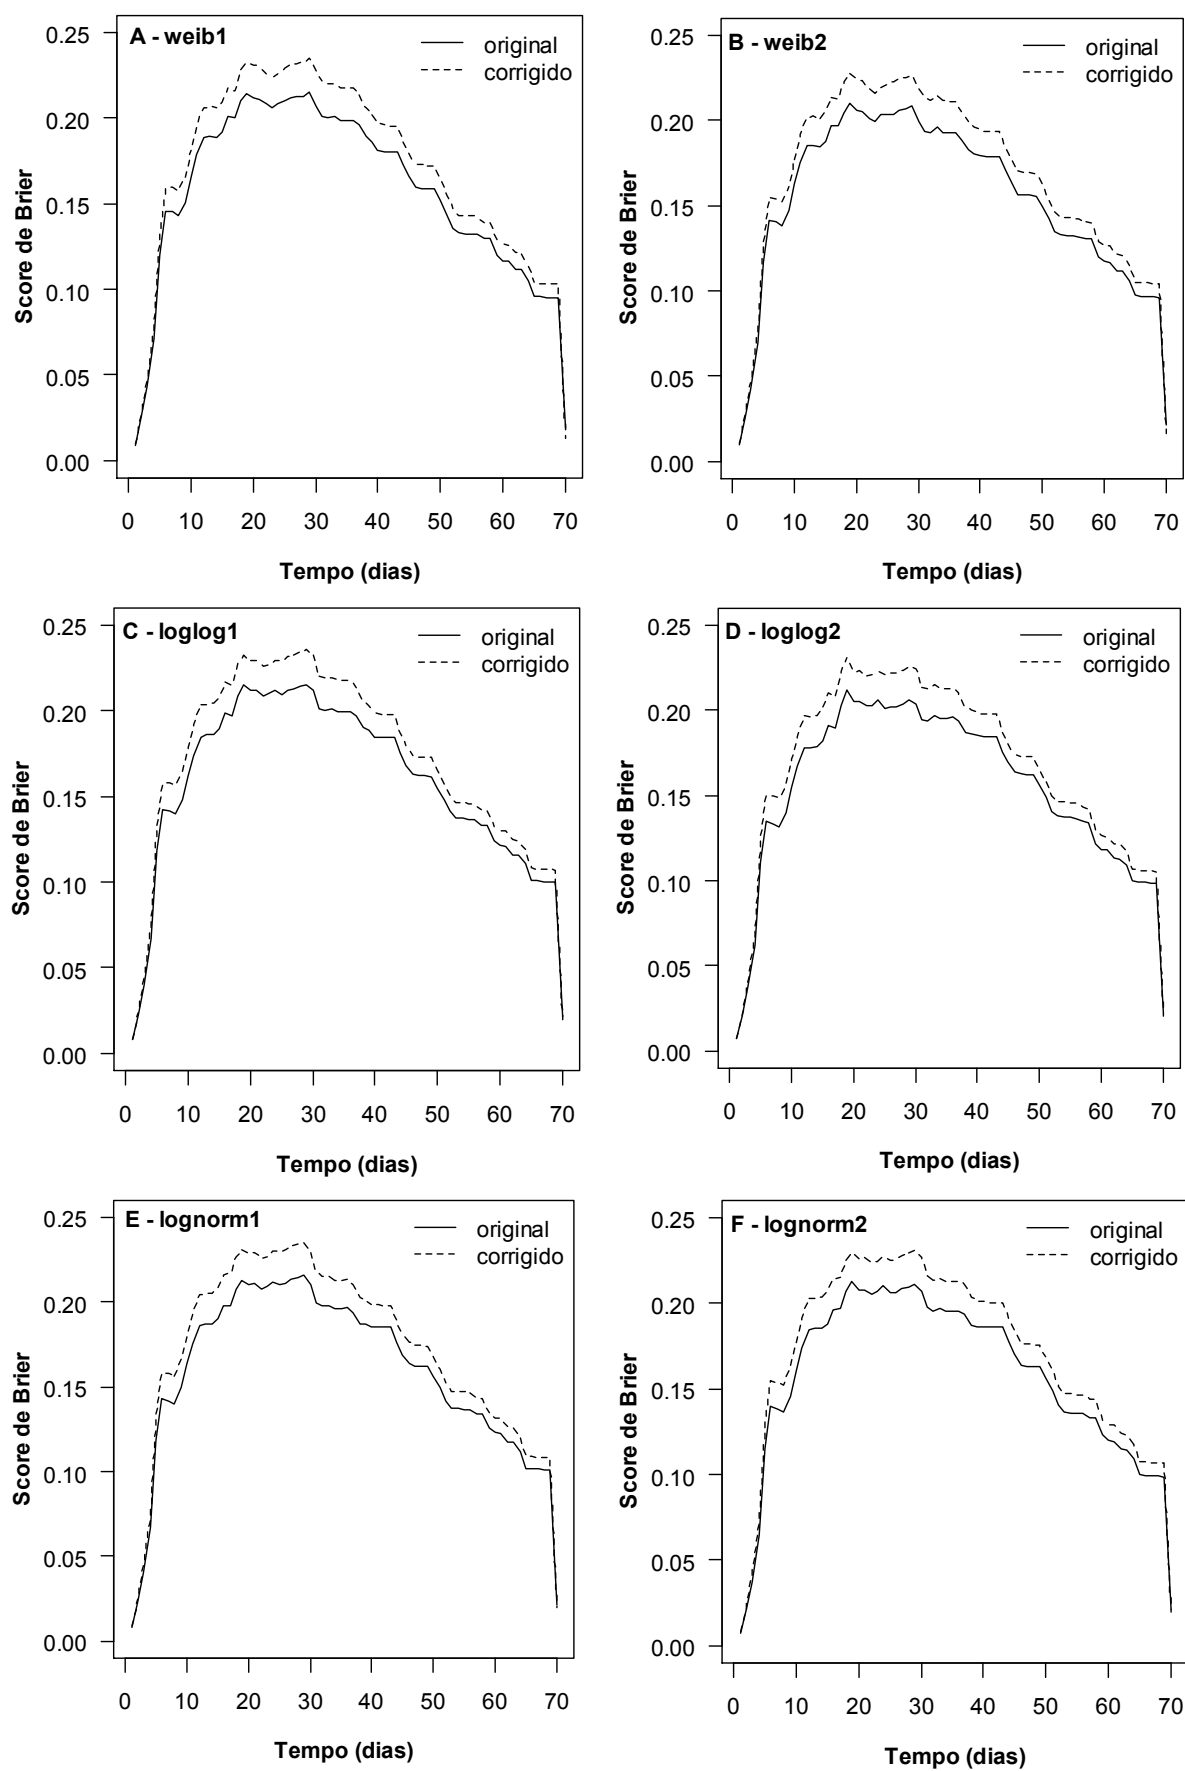 A - weib1
original
corrigido
Score de Brier
0.25
0.20
0.15
0.10
0.05
0.00
0 10 20 30 40 50 60 70
Tempo (dias)
B - weib2
original
corrigido
Score de Brier
0.25
0.20
0.15
0.10
0.05
0.00
0 10 20 30 40 50 60 70
Tempo (dias)
C - loglog1
original
corrigido
Score de Brier
0.25
0.20
0.15
0.10
0.05
0.00
0 10 20 30 40 50 60 70
Tempo (dias)
D - loglog2
original
corrigido
Score de Brier
0.25
0.20
0.15
0.10
0.05
0.00
0 10 20 30 40 50 60 70
Tempo (dias)
E - lognorm1
original
corrigido
Score de Brier
0.25
0.20
0.15
0.10
0.05
0.00
0 10 20 30 40 50 60 70
Tempo (dias)
F - lognorm2
original
corrigido
Score de Brier
0.25
0.20
0.15
0.10
0.05
0.00
0 10 20 30 40 50 60 70
Tempo (dias)